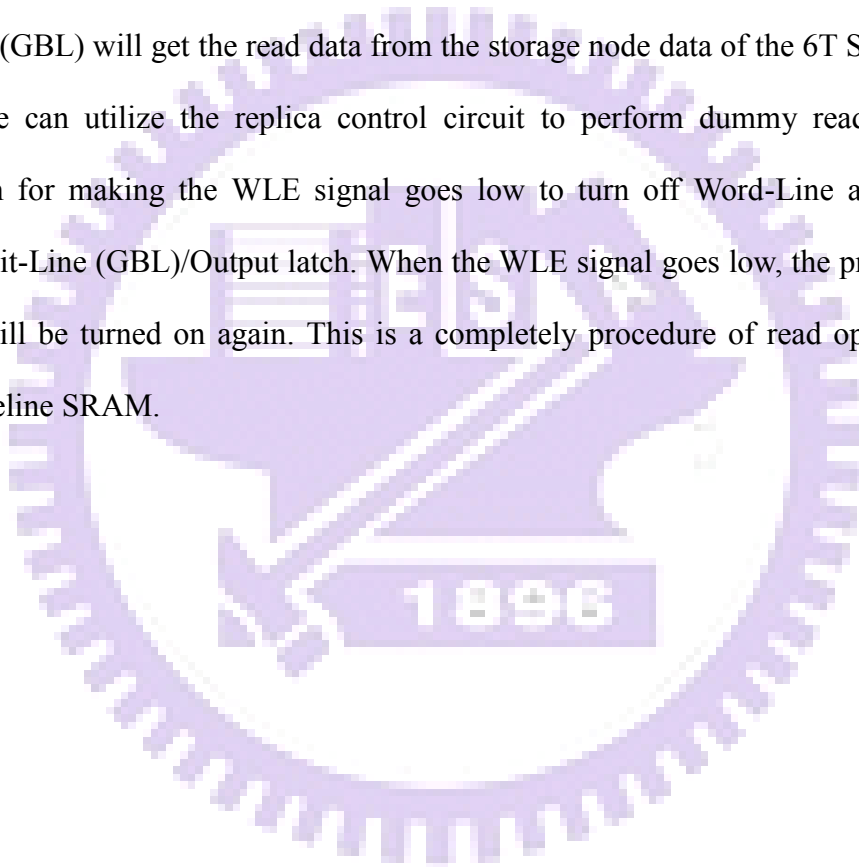 (GBL) will get the read data from the storage node data of the 6T S
e can utilize the replica control circuit to perform dummy read
n for making the WLE signal goes low to turn off Word-Line a
it-Line (GBL)/Output latch. When the WLE signal goes low, the pr
ill be turned on again. This is a completely procedure of read op
eline SRAM.
E S
1896